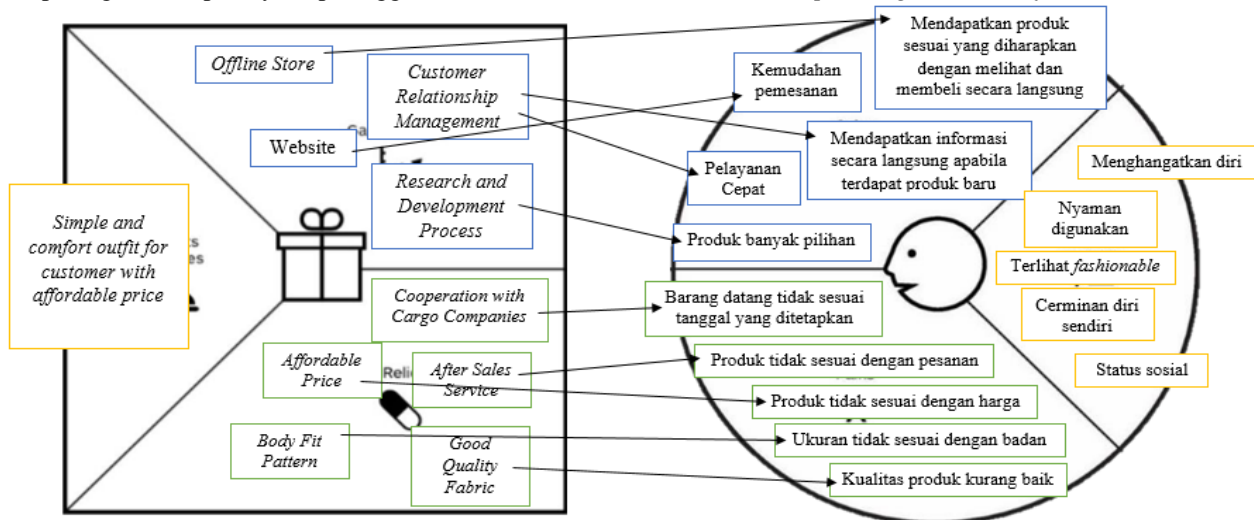 Offline Store
Customer
Relationship
Management
Website
Research and
Development
Process
Simple and
comfort outfit for
customer with
affordable price
Cooperation with
Cargo Companies
Affordable
Price
After Sales
Service
Body Fit
Pattern
Good
Quality
Fabric
Mendapatkan produk
sesuai yang diharapkan
dengan melihat dan
membeli secara langsung
Kemudahan
pemesanan
Mendapatkan informasi
secara langsung apabila
terdapat produk baru
Pelayanan
Cepat
Produk banyak pilihan
Menghangatkan diri
Nyaman
digunakan
Terlihat fashionable
Cerminan diri
sendiri
Status sosial
Barang datang tidak sesuai
tanggal yang ditetapkan
Produk tidak sesuai dengan pesanan
Produk tidak sesuai dengan harga
Ukuran tidak sesuai dengan badan
Kualitas produk kurang baik